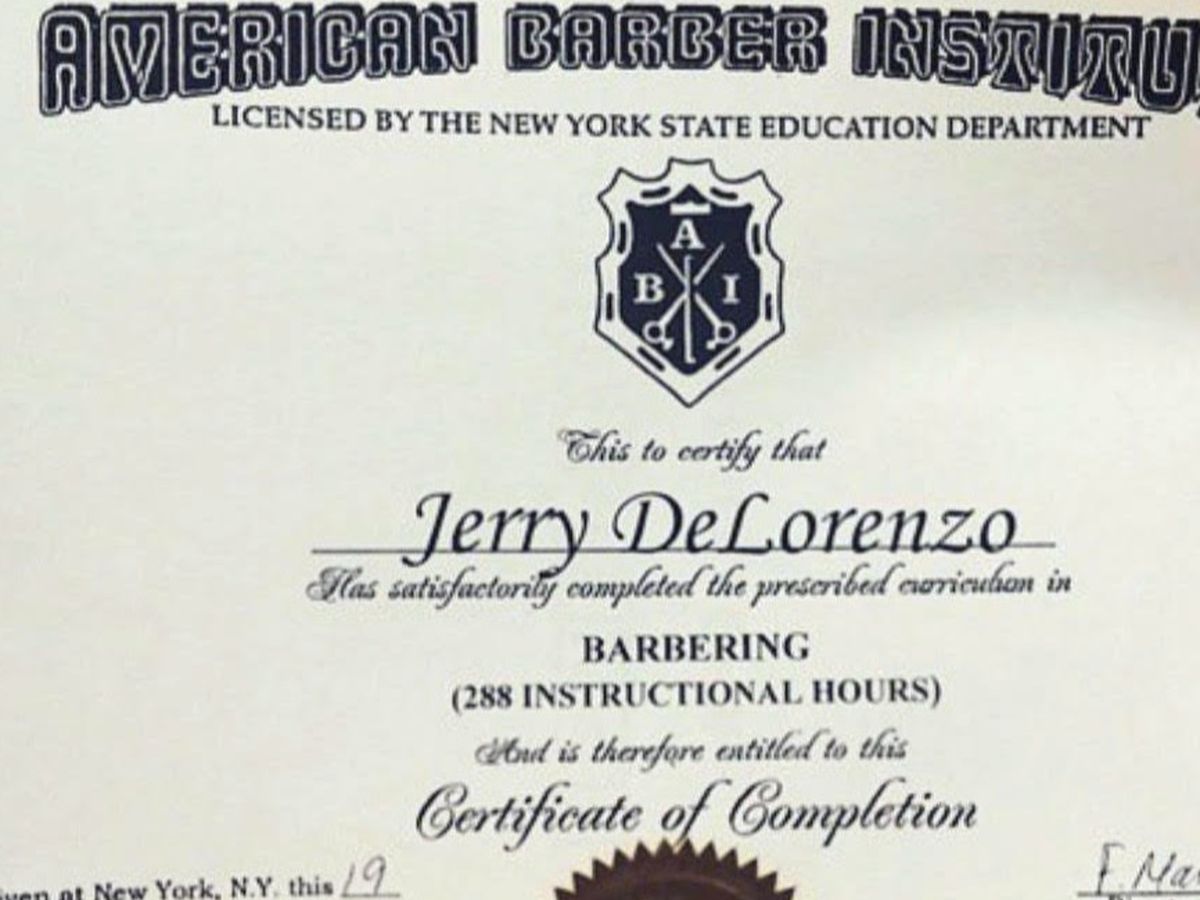 AMERICAN BARBER INSTITU
LICENSED BY THE NEW YORK STATE EDUCATION DEPARTMENT
A
B I
This to certify that
Jerry DeLorenzo
Has satisfactorily completed the prescribed curriculum in
BARBERING
(288 INSTRUCTIONAL HOURS)
And is therefore entitled to this
Certificate of Completion
iven at New York, N.Y. this 19
F. Mar